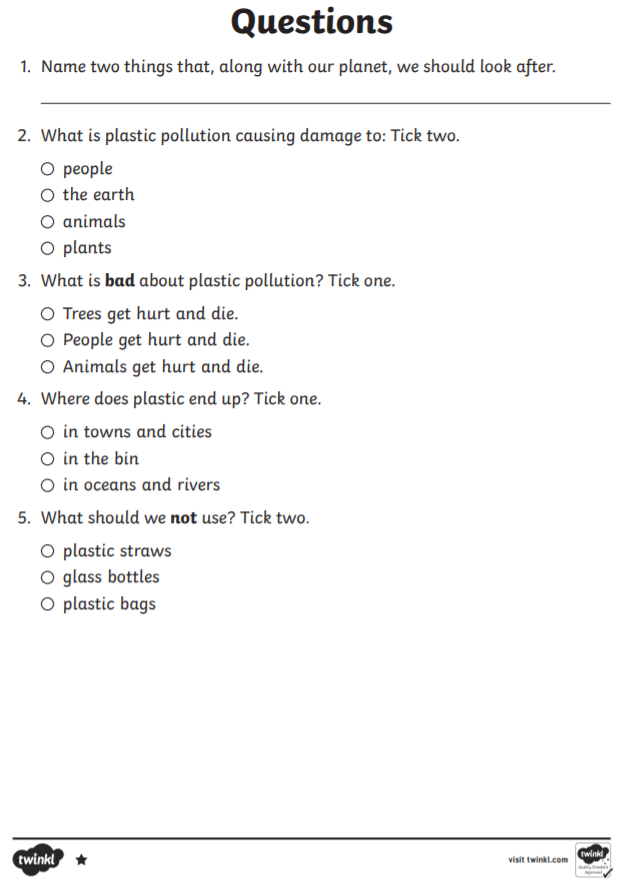 Questions
1. Name two things that, along with our planet, we should look after.
2. What is plastic pollution causing damage to: Tick two.
people
the earth
animals
plants
3. What is bad about plastic pollution? Tick one.
Trees get hurt and die.
People get hurt and die.
Animals get hurt and die.
4. Where does plastic end up? Tick one.
in towns and cities
in the bin
in oceans and rivers
5. What should we not use? Tick two.
plastic straws
glass bottles
plastic bags
twinkl
visit twinkl.com
twinkl
Quality Standard
Approved